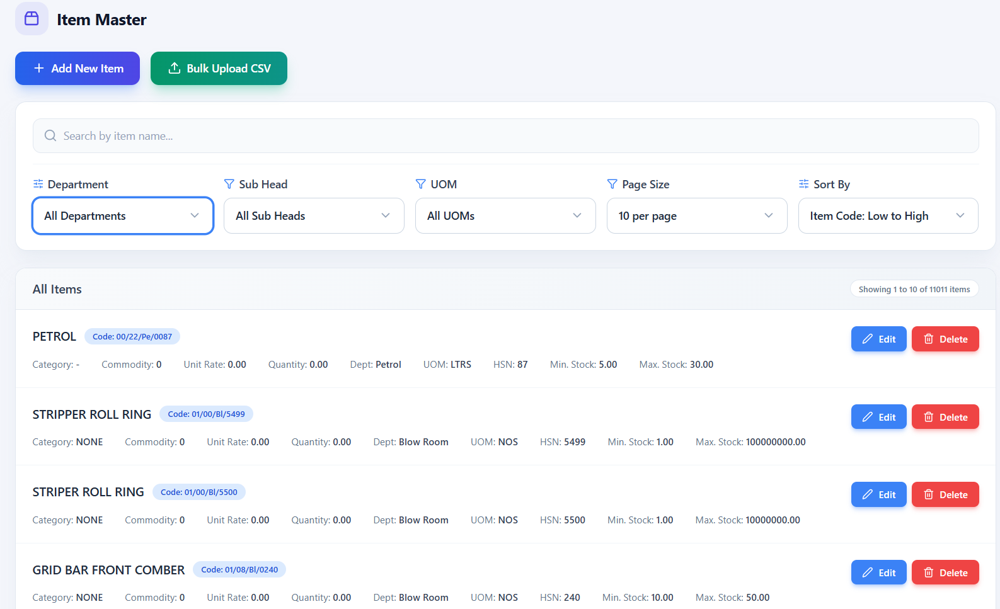 Item Master
Add New Item
Bulk Upload CSV
Search by item name...
Department
Sub Head
UOM
Page Size
Sort By
All Departments
All Sub Heads
All UOMs
10 per page
Item Code: Low to High
All Items
Showing 1 to 10 of 11011 items
PETROL Code: 00/22/Pe/0087 Edit Delete
Category: - Commodity: 0 Unit Rate: 0.00 Quantity: 0.00 Dept: Petrol UOM: LTRS HSN: 87 Min. Stock: 5.00 Max. Stock: 30.00
STRIPPER ROLL RING Code: 01/00/Bl/5499 Edit Delete
Category: NONE Commodity: 0 Unit Rate: 0.00 Quantity: 0.00 Dept: Blow Room UOM: NOS HSN: 5499 Min. Stock: 1.00 Max. Stock: 100000000.00
STRIPER ROLL RING Code: 01/00/Bl/5500 Edit Delete
Category: NONE Commodity: 0 Unit Rate: 0.00 Quantity: 0.00 Dept: Blow Room UOM: NOS HSN: 5500 Min. Stock: 1.00 Max. Stock: 10000000.00
GRID BAR FRONT COMBER Code: 01/08/Bl/0240 Edit Delete
Category: NONE Commodity: 0 Unit Rate: 0.00 Quantity: 0.00 Dept: Blow Room UOM: NOS HSN: 240 Min. Stock: 10.00 Max. Stock: 50.00